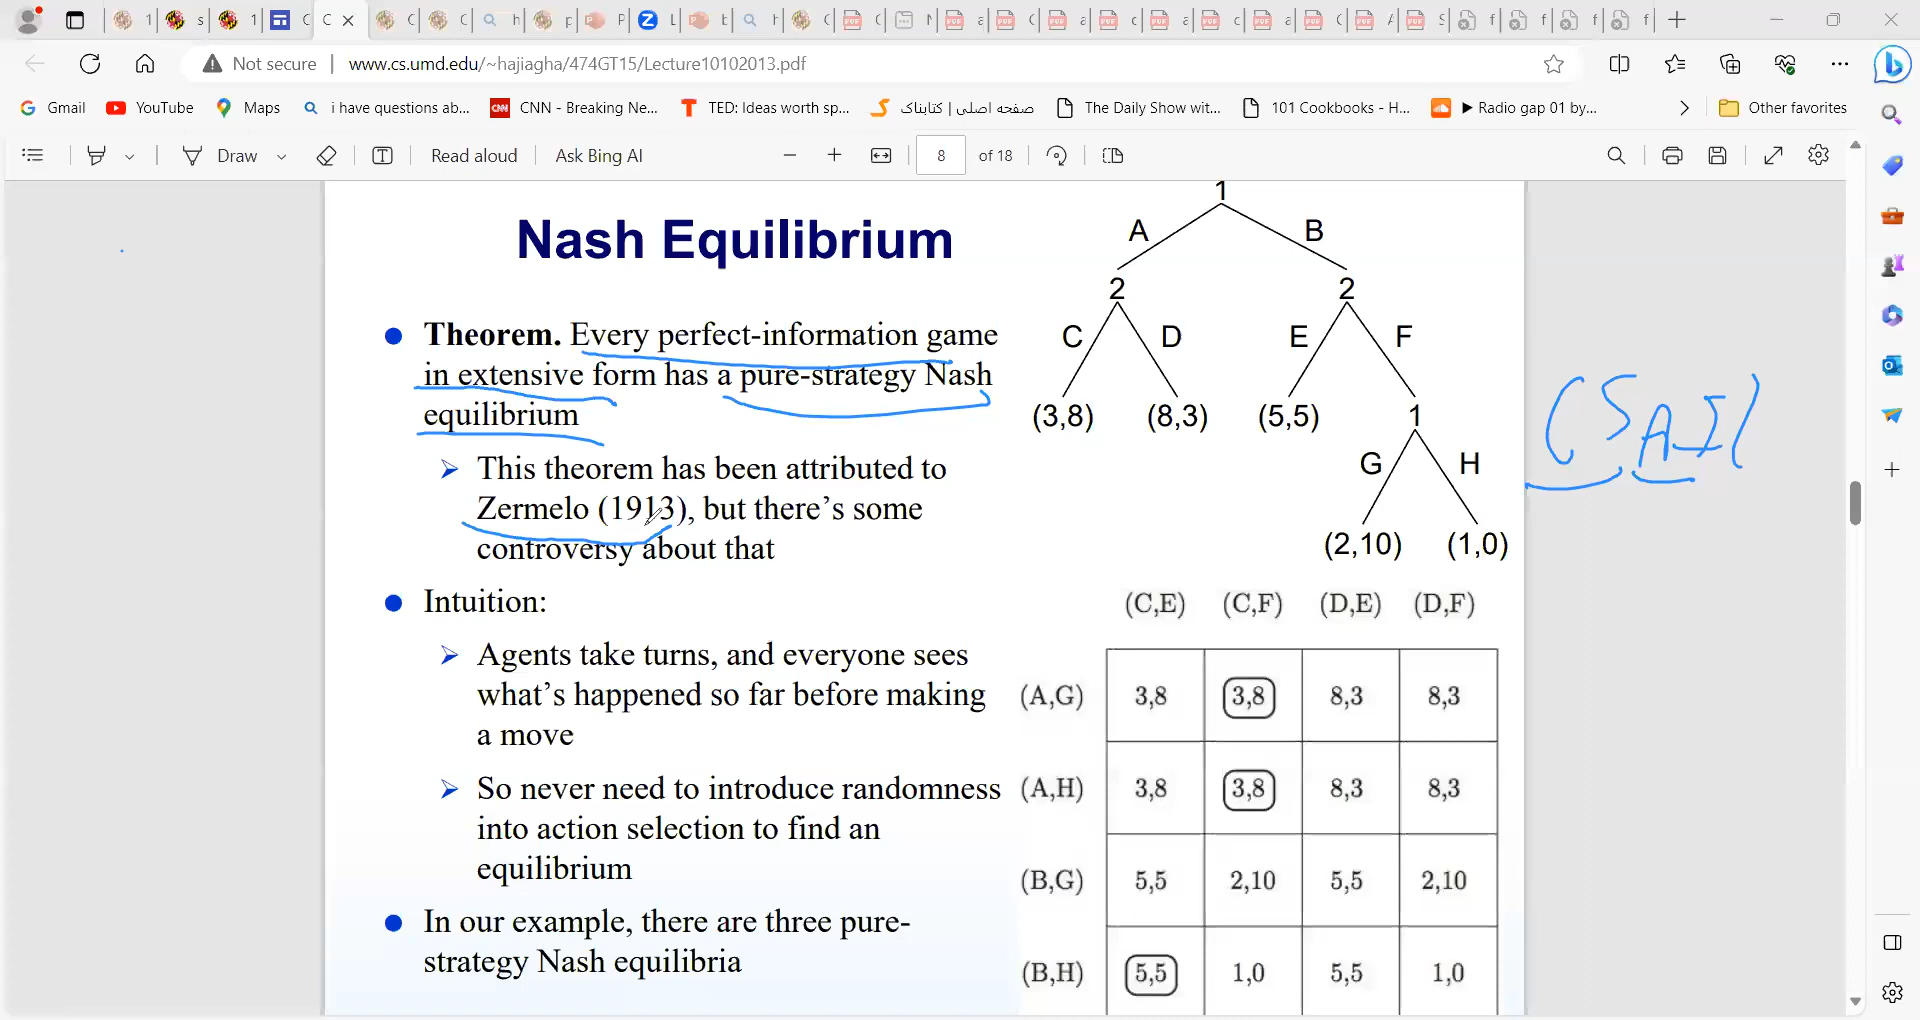 Not secure www.cs.umd.edu/~hajiagha/474GT15/Lecture10102013.pdf
Gmail YouTube Maps i have questions ab... CNN - Breaking Ne... TED: Ideas worth sp... صفحه اصلی | کتابناک The Daily Show wit... 101 Cookbooks - H... ► Radio gap 01 by... Other favorites
Draw Read aloud Ask Bing AI 8 of 18
Nash Equilibrium
● Theorem. Every perfect-information game
in extensive form has a pure-strategy Nash
equilibrium
➢ This theorem has been attributed to
Zermelo (1913), but there's some
controversy about that
● Intuition:
➢ Agents take turns, and everyone sees
what's happened so far before making
a move
➢ So never need to introduce randomness
into action selection to find an
equilibrium
● In our example, there are three pure-
strategy Nash equilibria
1
A B
2 2
C D E F
(3,8) (8,3) (5,5) 1
G H
(2,10) (1,0)
(C,E) (C,F) (D,E) (D,F)
(A,G) 3,8 3,8 8,3 8,3
(A,H) 3,8 3,8 8,3 8,3
(B,G) 5,5 2,10 5,5 2,10
(B,H) 5,5 1,0 5,5 1,0